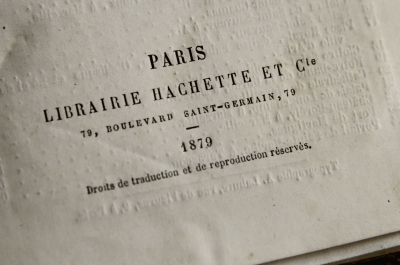 PARIS
LIBRAIRIE HACHETTE ET Cie
79, BOULEVARD SAINT-GERMAIN, 79
1879
Droits de traduction et de reproduction réservés.